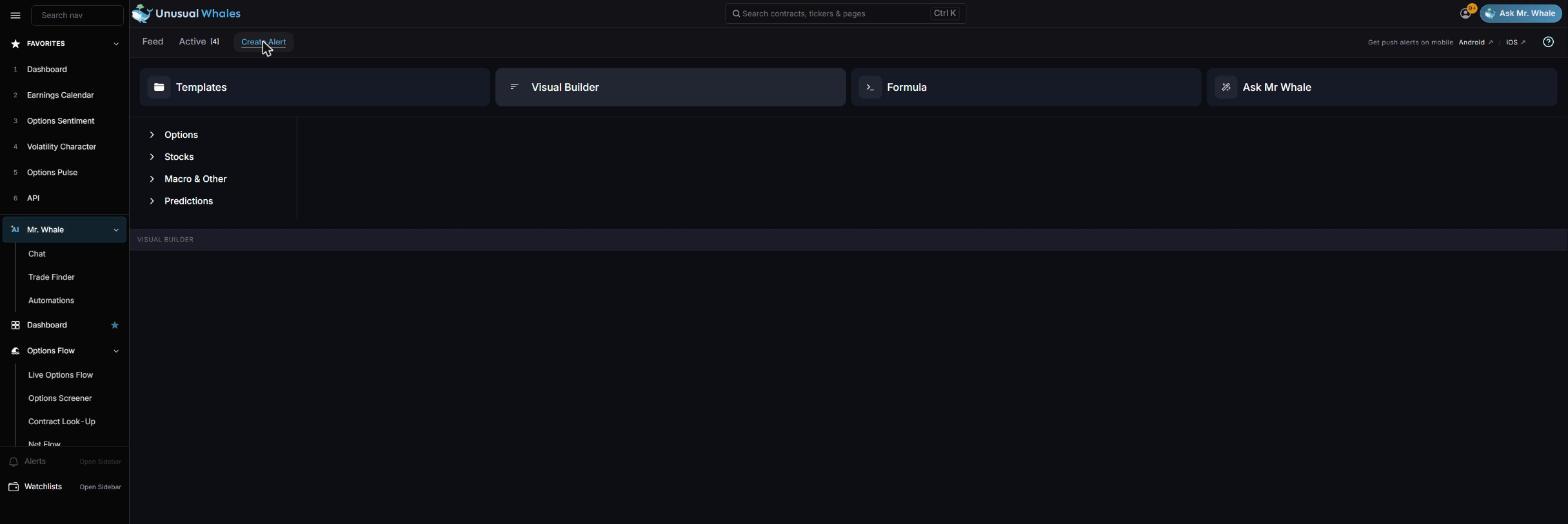 Search nav
Unusual Whales
Search contracts, tickers & pages
Ctrl K
9+
Ask Mr. Whale
FAVORITES
Feed
Active (4)
Create Alert
Get push alerts on mobile Android ↗ | iOS ↗
1 Dashboard
2 Earnings Calendar
3 Options Sentiment
4 Volatility Character
5 Options Pulse
6 API
Templates
Visual Builder
Formula
Ask Mr Whale
Options
Stocks
Macro & Other
Predictions
VISUAL BUILDER
AI Mr. Whale
Chat
Trade Finder
Automations
Dashboard
Options Flow
Live Options Flow
Options Screener
Contract Look-Up
Net Flow
Alerts Open Sidebar
Watchlists Open Sidebar